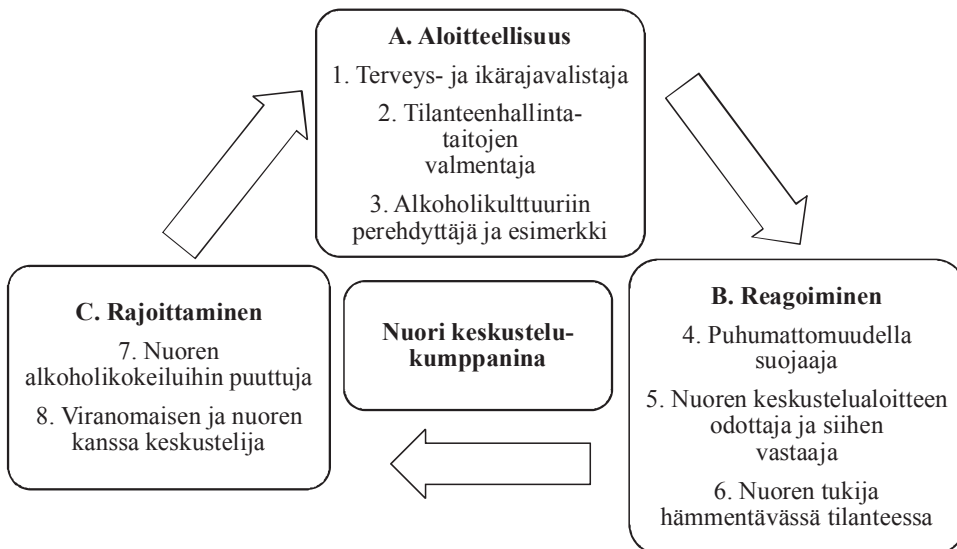 A. Aloitteellisuus
1. Terveys- ja ikärajavalistaja
2. Tilanteenhallinta-
taitojen
valmentaja
3. Alkoholikulttuuriin
perehdyttäjä ja esimerkki
B. Reagoiminen
4. Puhumattomuudella
suojaaja
5. Nuoren keskustelualoitteen
odottaja ja siihen
vastaaja
6. Nuoren tukija
hämmentävässä tilanteessa
C. Rajoittaminen
7. Nuoren
alkoholikokeiluihin puuttuja
8. Viranomaisen ja nuoren
kanssa keskustelija
Nuori keskustelu-
kumppanina